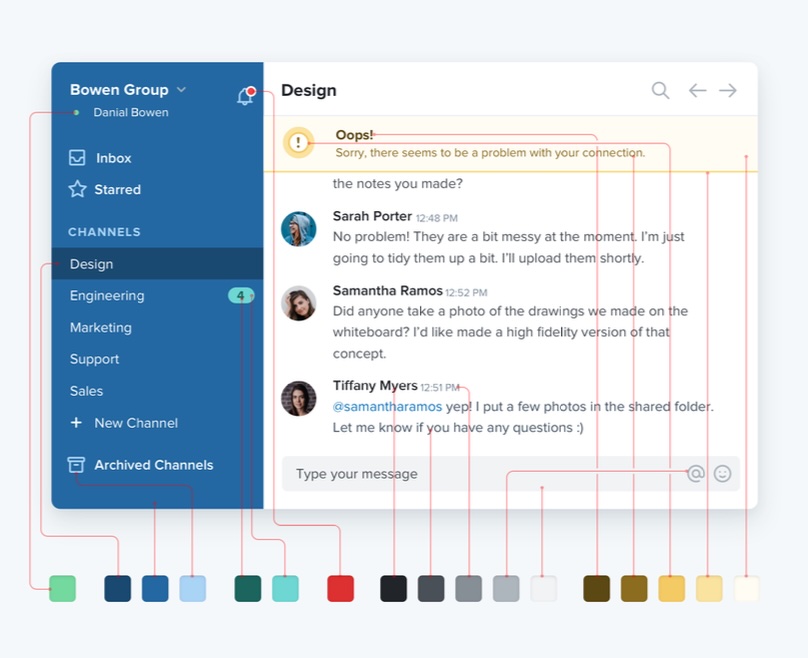 Bowen Group
Danial Bowen
Inbox
Starred
CHANNELS
Design
Engineering 4
Marketing
Support
Sales
+ New Channel
Archived Channels
Design
!
Oops!
Sorry, there seems to be a problem with your connection.
the notes you made?
Sarah Porter 12:48 PM
No problem! They are a bit messy at the moment. I'm just
going to tidy them up a bit. I'll upload them shortly.
Samantha Ramos 12:52 PM
Did anyone take a photo of the drawings we made on the
whiteboard? I'd like made a high fidelity version of that
concept.
Tiffany Myers 12:51 PM
@samantharamos yep! I put a few photos in the shared folder.
Let me know if you have any questions :)
Type your message @